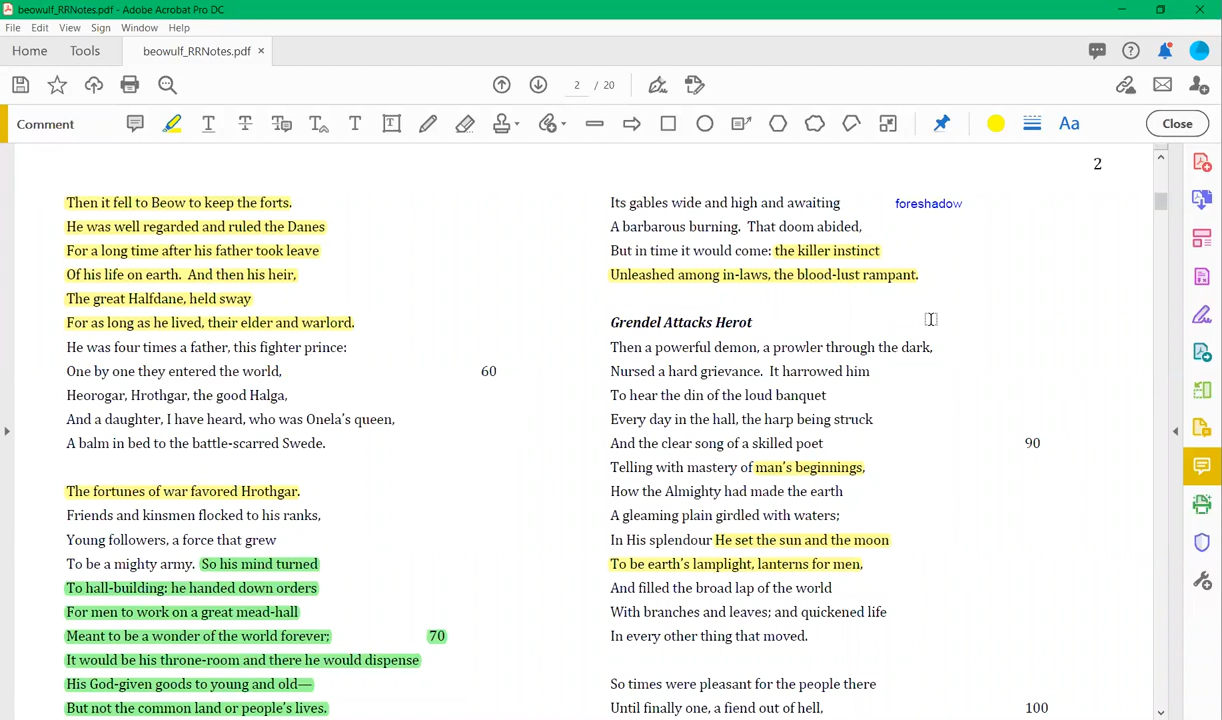 beowulf_RRNotes.pdf - Adobe Acrobat Pro DC
File Edit View Sign Window Help
Home Tools beowulf_RRNotes.pdf ×
2 / 20
Comment
Aa
Close
2
Then it fell to Beow to keep the forts.
He was well regarded and ruled the Danes
For a long time after his father took leave
Of his life on earth. And then his heir,
The great Halfdane, held sway
For as long as he lived, their elder and warlord.
He was four times a father, this fighter prince:
One by one they entered the world, 60
Heorogar, Hrothgar, the good Halga,
And a daughter, I have heard, who was Onela's queen,
A balm in bed to the battle-scarred Swede.
The fortunes of war favored Hrothgar.
Friends and kinsmen flocked to his ranks,
Young followers, a force that grew
To be a mighty army. So his mind turned
To hall-building: he handed down orders
For men to work on a great mead-hall
Meant to be a wonder of the world forever; 70
It would be his throne-room and there he would dispense
His God-given goods to young and old—
But not the common land or people's lives.
Its gables wide and high and awaiting foreshadow
A barbarous burning. That doom abided,
But in time it would come: the killer instinct
Unleashed among in-laws, the blood-lust rampant.
Grendel Attacks Herot
Then a powerful demon, a prowler through the dark,
Nursed a hard grievance. It harrowed him
To hear the din of the loud banquet
Every day in the hall, the harp being struck
And the clear song of a skilled poet 90
Telling with mastery of man's beginnings,
How the Almighty had made the earth
A gleaming plain girdled with waters;
In His splendour He set the sun and the moon
To be earth's lamplight, lanterns for men,
And filled the broad lap of the world
With branches and leaves; and quickened life
In every other thing that moved.
So times were pleasant for the people there
Until finally one, a fiend out of hell, 100